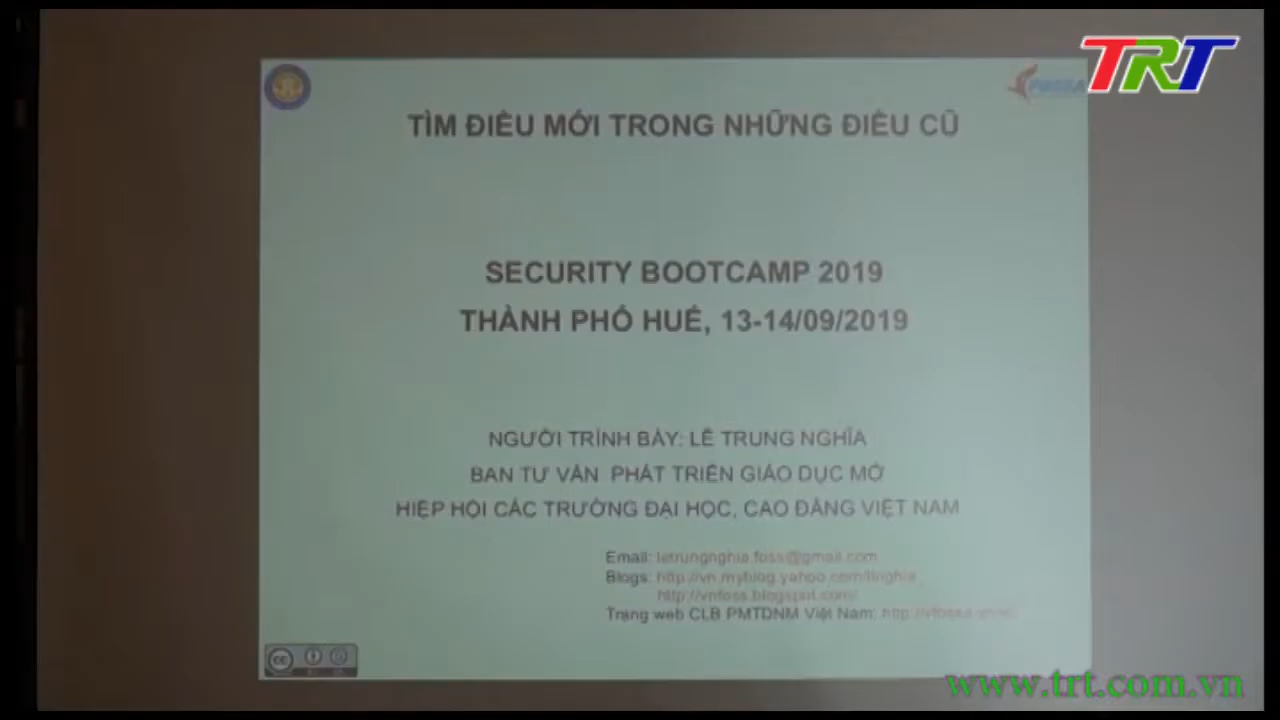 TRT
TÌM ĐIỀU MỚI TRONG NHỮNG ĐIỀU CŨ
SECURITY BOOTCAMP 2019
THÀNH PHỐ HUẾ, 13-14/09/2019
NGƯỜI TRÌNH BÀY: LÊ TRUNG NGHĨA
BAN TƯ VẤN PHÁT TRIỂN GIÁO DỤC MỞ
HIỆP HỘI CÁC TRƯỜNG ĐẠI HỌC, CAO ĐẲNG VIỆT NAM
Email: letrungnghia.foss@gmail.com
Blogs: http://vn.myblog.yahoo.com/ltnghia
http://vnfoss.blogspot.com/
Trang web CLB PMTDNM Việt Nam:
cc
www.trt.com.vn